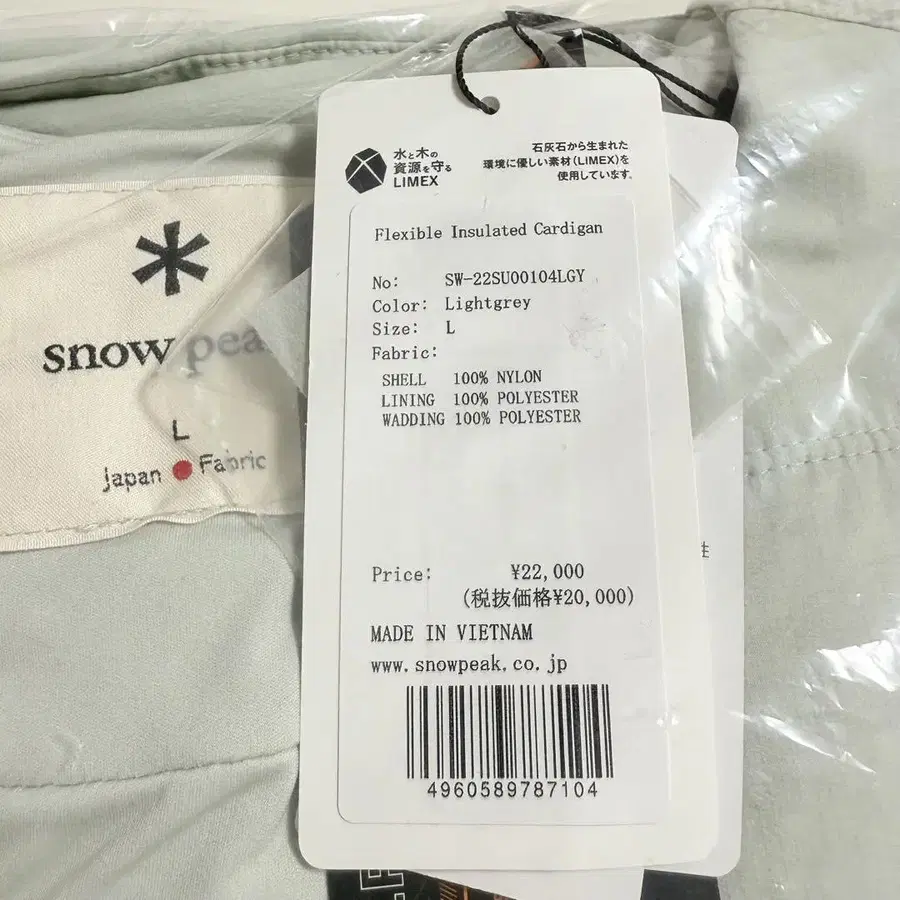 水と木の
資源を守る
LIMEX
石灰石から生まれた
環境に優しい素材(LIMEX)を
使用しています。
Flexible Insulated Cardigan
No: SW-22SU00104LGY
Color: Lightgrey
Size: L
Fabric:
SHELL 100% NYLON
LINING 100% POLYESTER
WADDING 100% POLYESTER
Price: ¥22,000
(税抜価格¥20,000)
MADE IN VIETNAM
www.snowpeak.co.jp
4960589787104
snow pea
L
Japan Fabric
性